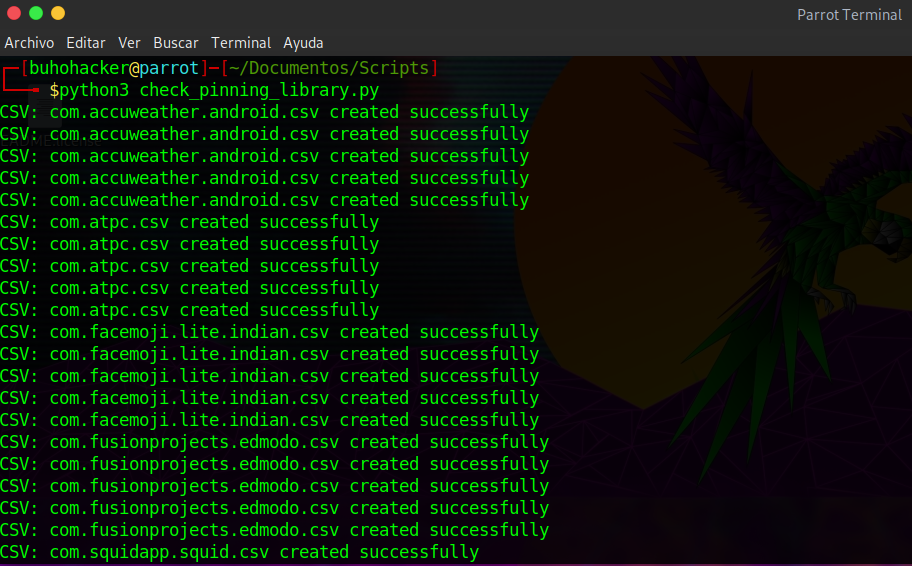 Parrot Terminal
Archivo Editar Ver Buscar Terminal Ayuda
[buhohacker@parrot]─[~/Documentos/Scripts]
$python3 check_pinning_library.py
CSV: com.accuweather.android.csv created successfully
CSV: com.accuweather.android.csv created successfully
CSV: com.accuweather.android.csv created successfully
CSV: com.accuweather.android.csv created successfully
CSV: com.accuweather.android.csv created successfully
CSV: com.atpc.csv created successfully
CSV: com.atpc.csv created successfully
CSV: com.atpc.csv created successfully
CSV: com.atpc.csv created successfully
CSV: com.atpc.csv created successfully
CSV: com.facemoji.lite.indian.csv created successfully
CSV: com.facemoji.lite.indian.csv created successfully
CSV: com.facemoji.lite.indian.csv created successfully
CSV: com.facemoji.lite.indian.csv created successfully
CSV: com.facemoji.lite.indian.csv created successfully
CSV: com.fusionprojects.edmodo.csv created successfully
CSV: com.fusionprojects.edmodo.csv created successfully
CSV: com.fusionprojects.edmodo.csv created successfully
CSV: com.fusionprojects.edmodo.csv created successfully
CSV: com.fusionprojects.edmodo.csv created successfully
CSV: com.squidapp.squid.csv created successfully